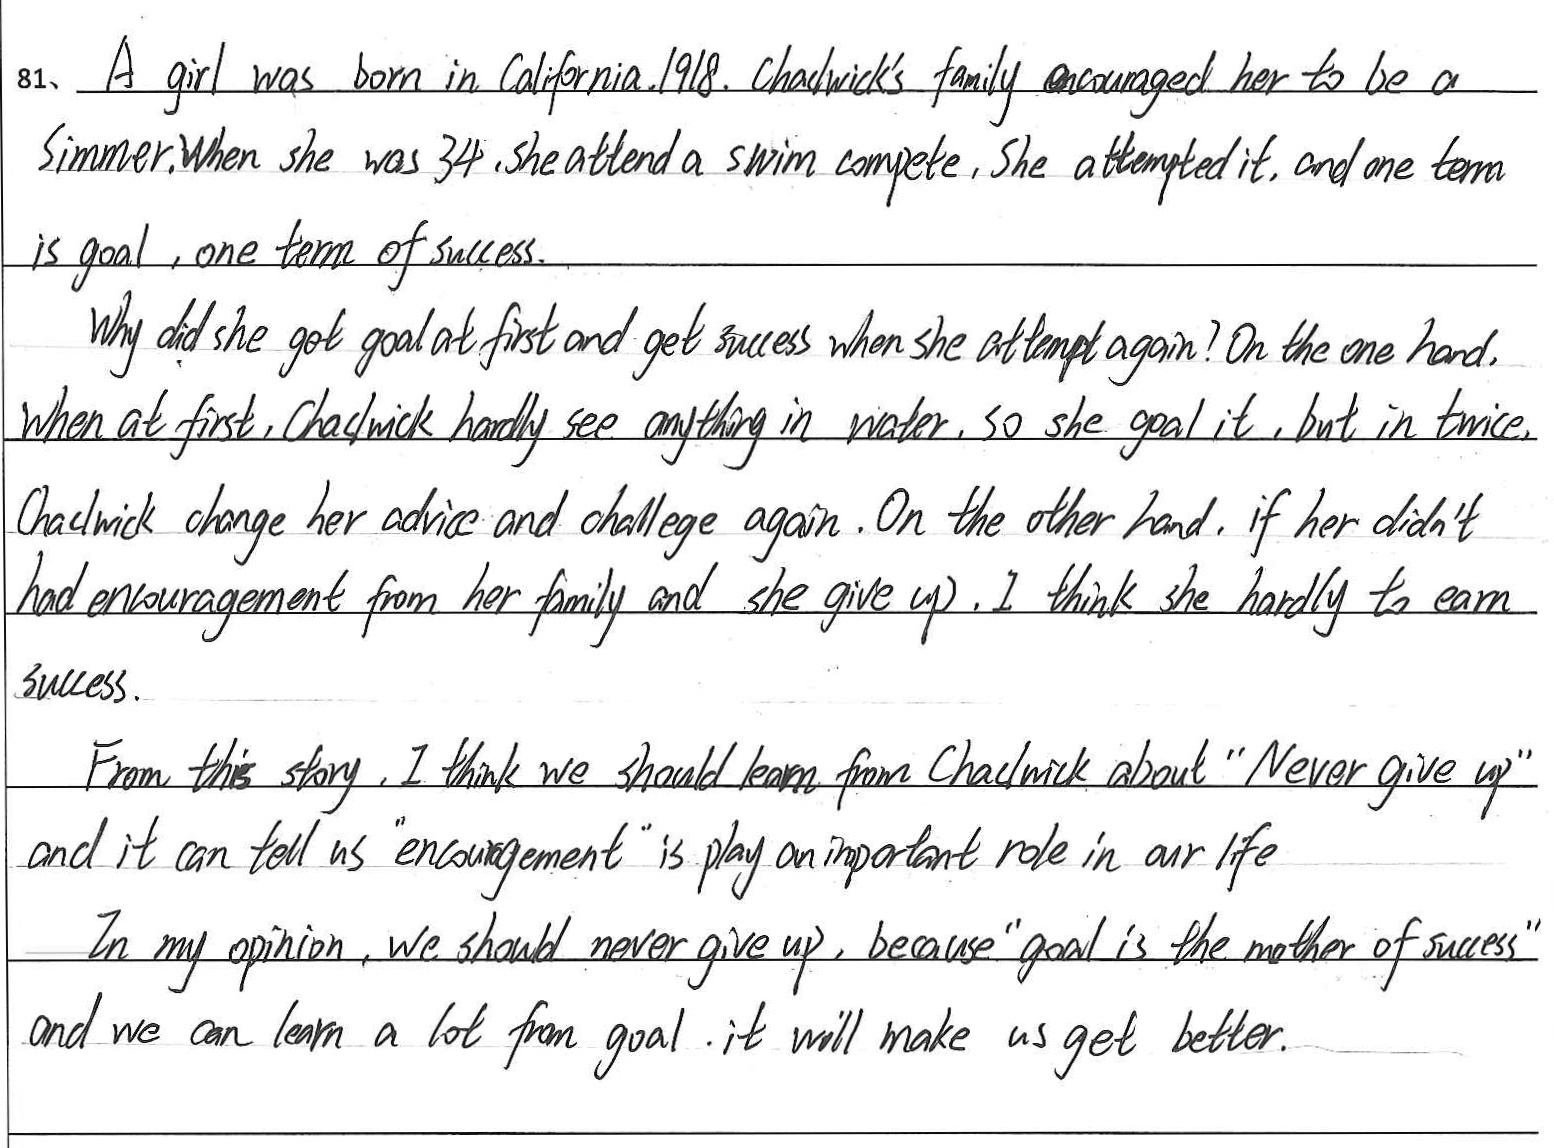 81、 A girl was born in California.1918. Chadwick's family encouraged her to be a
Simmer.When she was 34, she attend a swim compete, She attempted it, and one term
is goal, one term of success.
Why did she got goal at first and get success when she attempt again? On the one hand,
When at first, Chadwick hardly see anything in water, so she goal it, but in twice,
Chadwick change her advice and challege again. On the other hand, if her didn't
had encouragement from her family and she give up, I think she hardly to earn
success.
From this story, I think we should learn from Chadwick about "Never give up"
and it can tell us "encouragement" is play an important role in our life
In my opinion, We should never give up, because "goal is the mother of success"
and we can learn a lot from goal. it will make us get better.